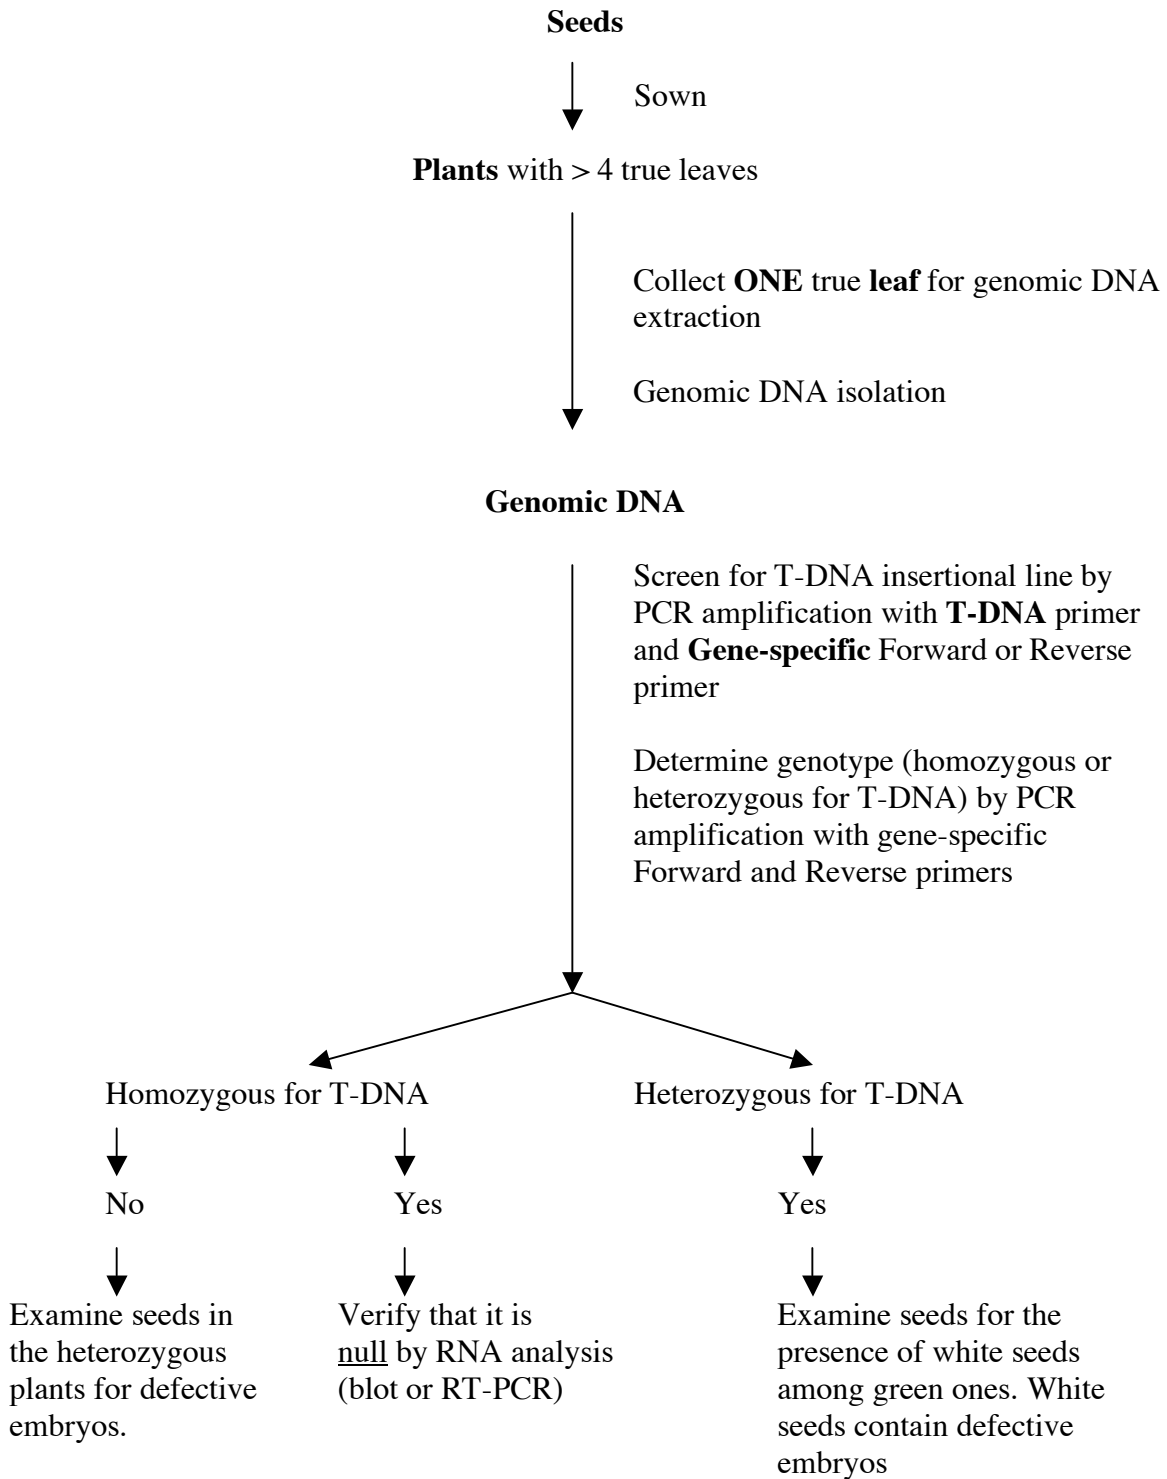 Seeds
Sown
Plants with > 4 true leaves
Collect ONE true leaf for genomic DNA
extraction
Genomic DNA isolation
Genomic DNA
Screen for T-DNA insertional line by
PCR amplification with T-DNA primer
and Gene-specific Forward or Reverse
primer
Determine genotype (homozygous or
heterozygous for T-DNA) by PCR
amplification with gene-specific
Forward and Reverse primers
Homozygous for T-DNA
Heterozygous for T-DNA
No
Yes
Yes
Examine seeds in
the heterozygous
plants for defective
embryos.
Verify that it is
null by RNA analysis
(blot or RT-PCR)
Examine seeds for the
presence of white seeds
among green ones. White
seeds contain defective
embryos